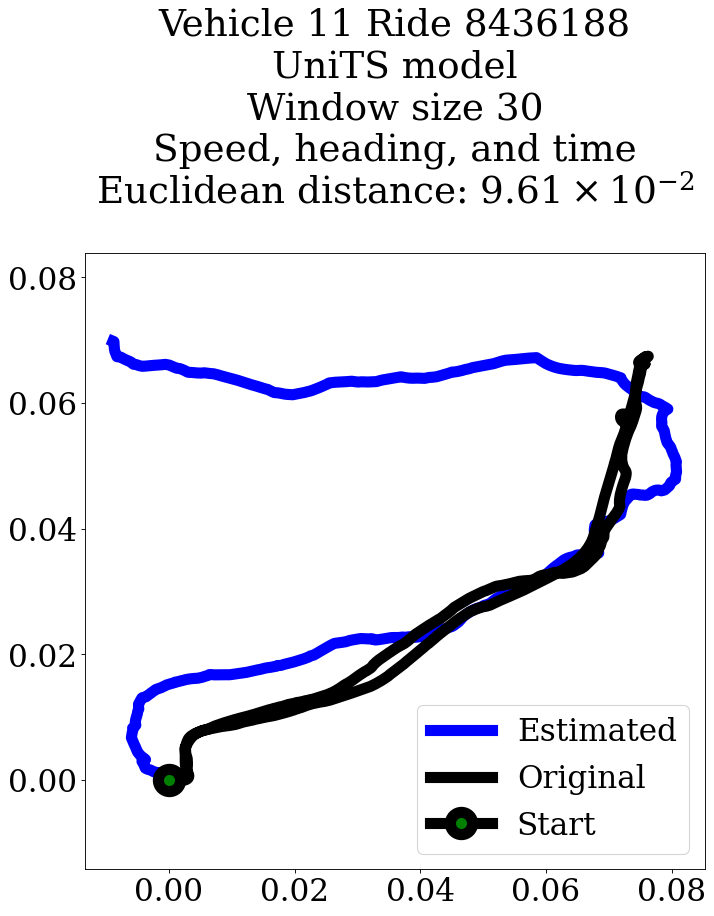 Vehicle 11 Ride 8436188
UniTS model
Window size 30
Speed, heading, and time
Euclidean distance: 9.61 × 10⁻²
0.08
0.06
0.04
0.02
0.00
Estimated
Original
Start
0.00 0.02 0.04 0.06 0.08